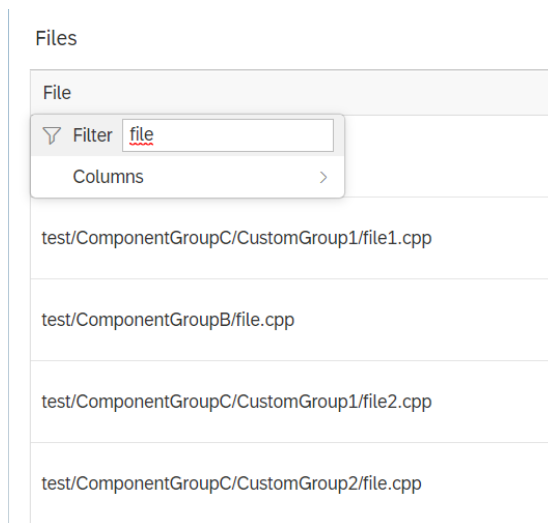 Files
File
Filter file
Columns
test/ComponentGroupC/CustomGroup1/file1.cpp
test/ComponentGroupB/file.cpp
test/ComponentGroupC/CustomGroup1/file2.cpp
test/ComponentGroupC/CustomGroup2/file.cpp